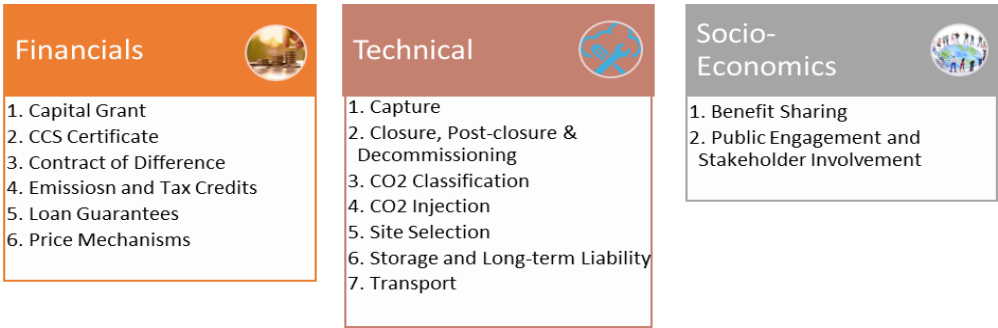 Financials
1. Capital Grant
2. CCS Certificate
3. Contract of Difference
4. Emissiosn and Tax Credits
5. Loan Guarantees
6. Price Mechanisms
Technical
1. Capture
2. Closure, Post-closure &
Decommissioning
3. CO2 Classification
4. CO2 Injection
5. Site Selection
6. Storage and Long-term Liability
7. Transport
Socio-
Economics
1. Benefit Sharing
2. Public Engagement and
Stakeholder Involvement